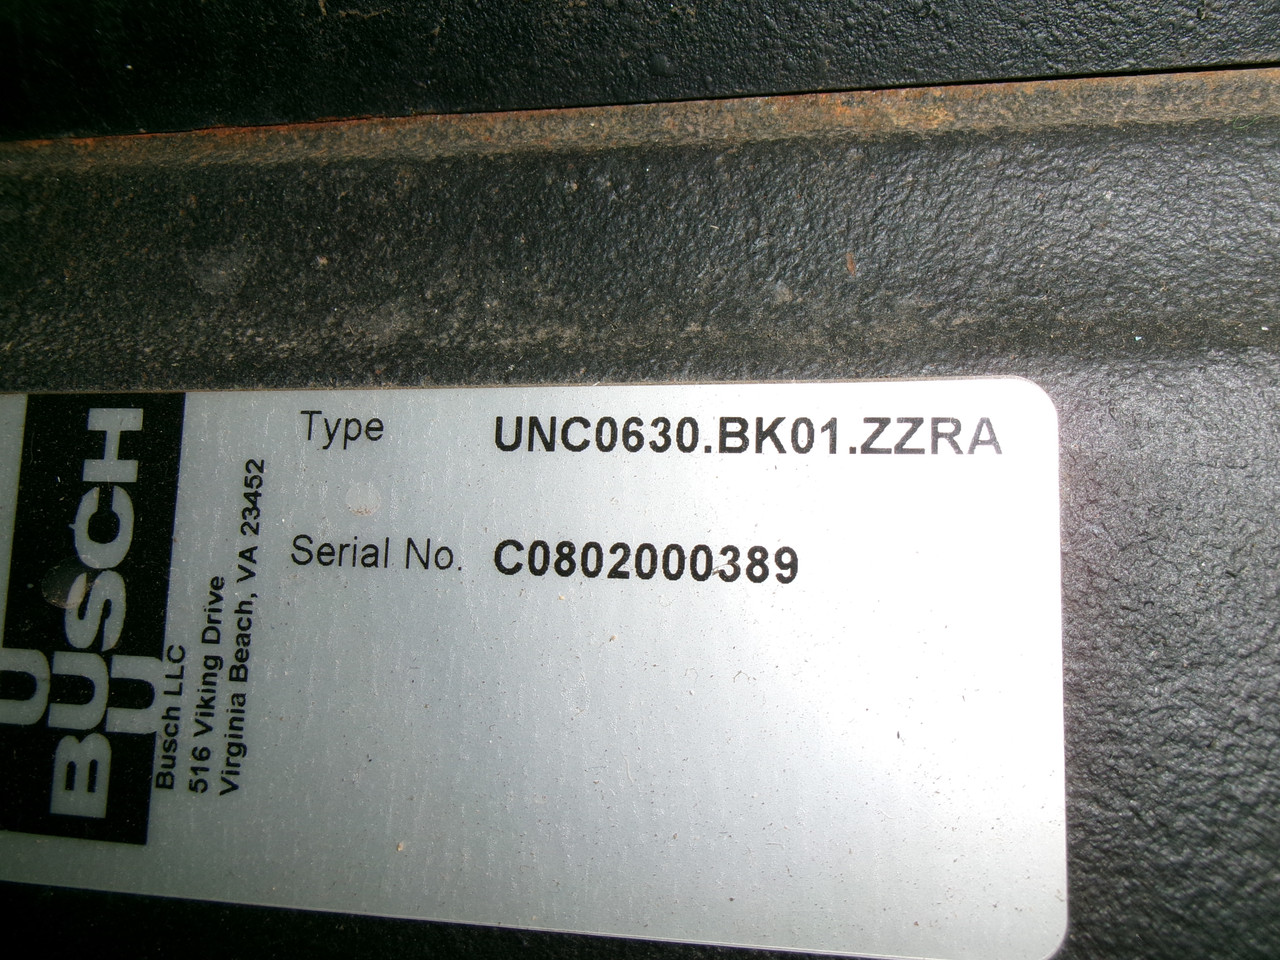 Type UNC0630.BK01.ZZRA
Serial No. C0802000389
BUSCH
U
U
Busch LLC
516 Viking Drive
Virginia Beach, VA 23452